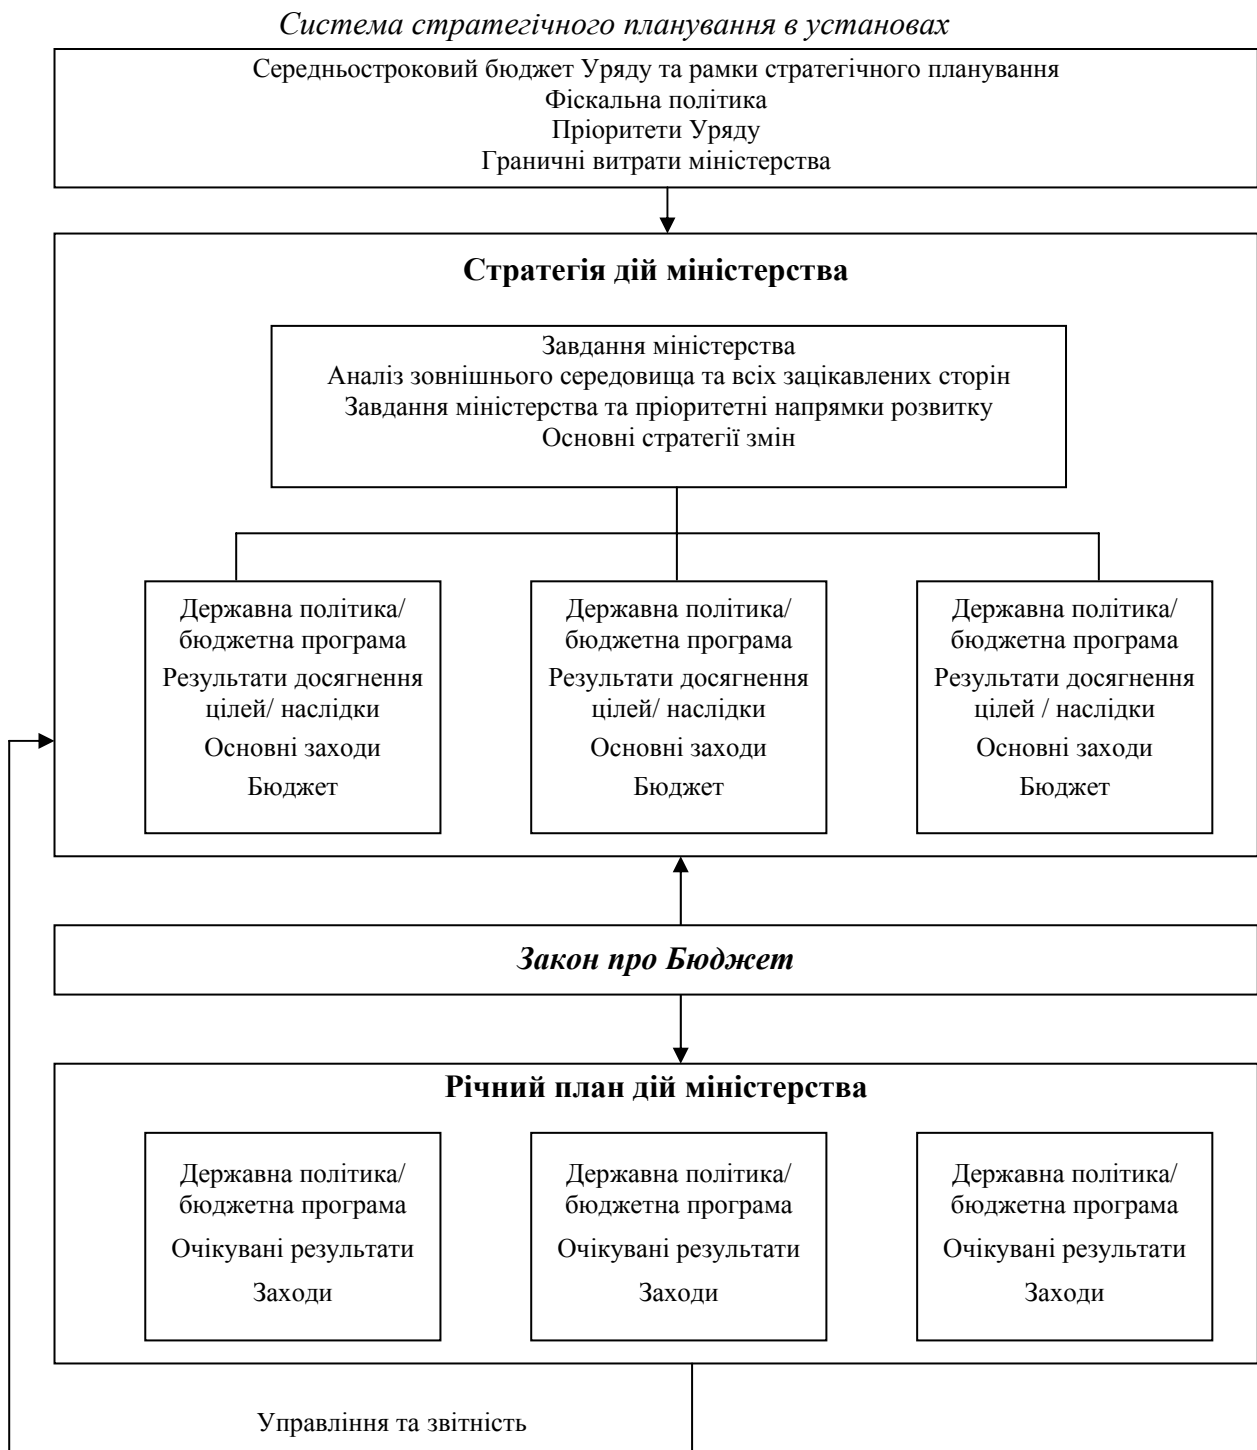 Система стратегічного планування в установах
Середньостроковий бюджет Уряду та рамки стратегічного планування
Фіскальна політика
Пріоритети Уряду
Граничні витрати міністерства
Стратегія дій міністерства
Завдання міністерства
Аналіз зовнішнього середовища та всіх зацікавлених сторін
Завдання міністерства та пріоритетні напрямки розвитку
Основні стратегії змін
Державна політика/
бюджетна програма
Результати досягнення
цілей/ наслідки
Основні заходи
Бюджет
Державна політика/
бюджетна програма
Результати досягнення
цілей/ наслідки
Основні заходи
Бюджет
Державна політика/
бюджетна програма
Результати досягнення
цілей / наслідки
Основні заходи
Бюджет
Закон про Бюджет
Річний план дій міністерства
Державна політика/
бюджетна програма
Очікувані результати
Заходи
Державна політика/
бюджетна програма
Очікувані результати
Заходи
Державна політика/
бюджетна програма
Очікувані результати
Заходи
Управління та звітність